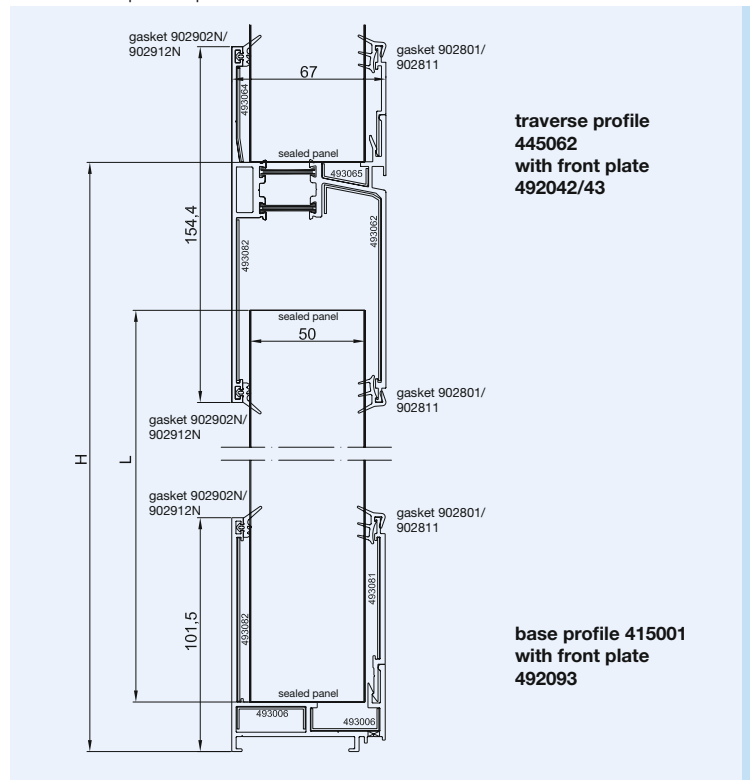 gasket 902902N/
902912N
gasket 902801/
902811
67
493064
sealed panel
493065
traverse profile
445062
with front plate
492042/43
154,4
493082
493062
sealed panel
50
gasket 902801/
902811
gasket 902902N/
902912N
H
L
gasket 902902N/
902912N
gasket 902801/
902811
101,5
493082
493081
base profile 415001
with front plate
492093
sealed panel
493006
493006